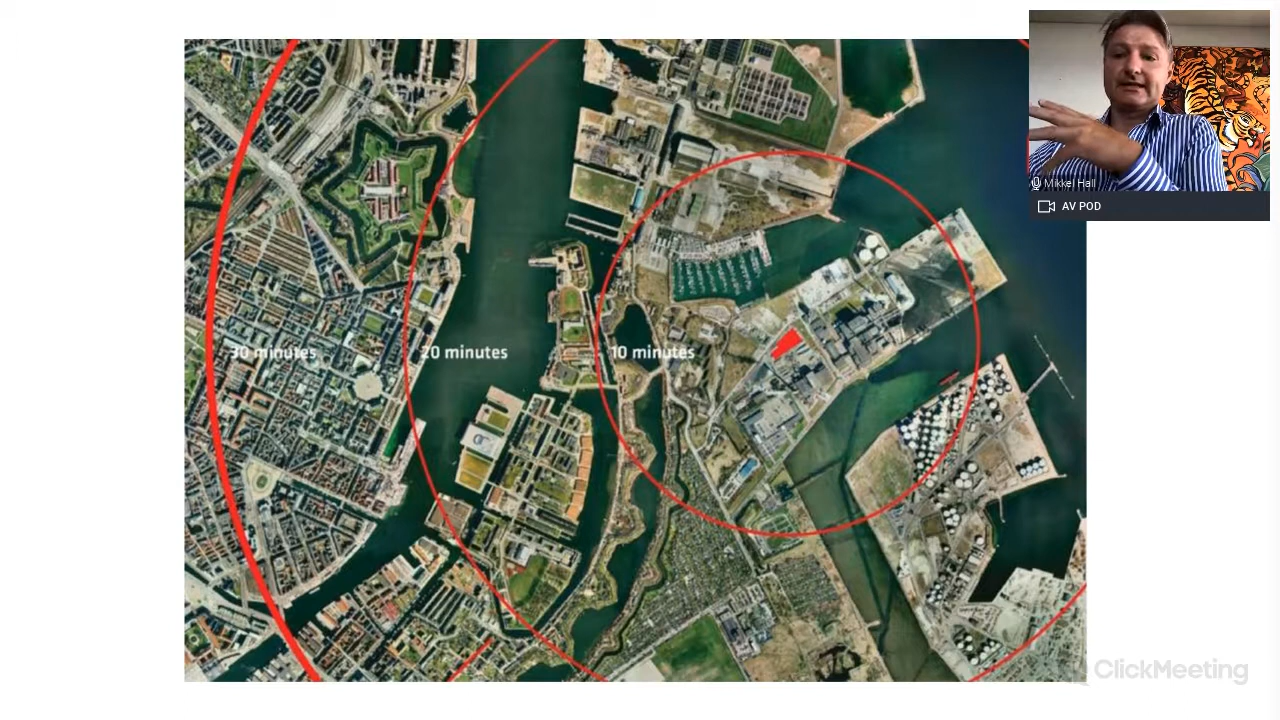 30 minutes
20 minutes
10 minutes
Mikkel Hall
AV POD
ClickMeeting